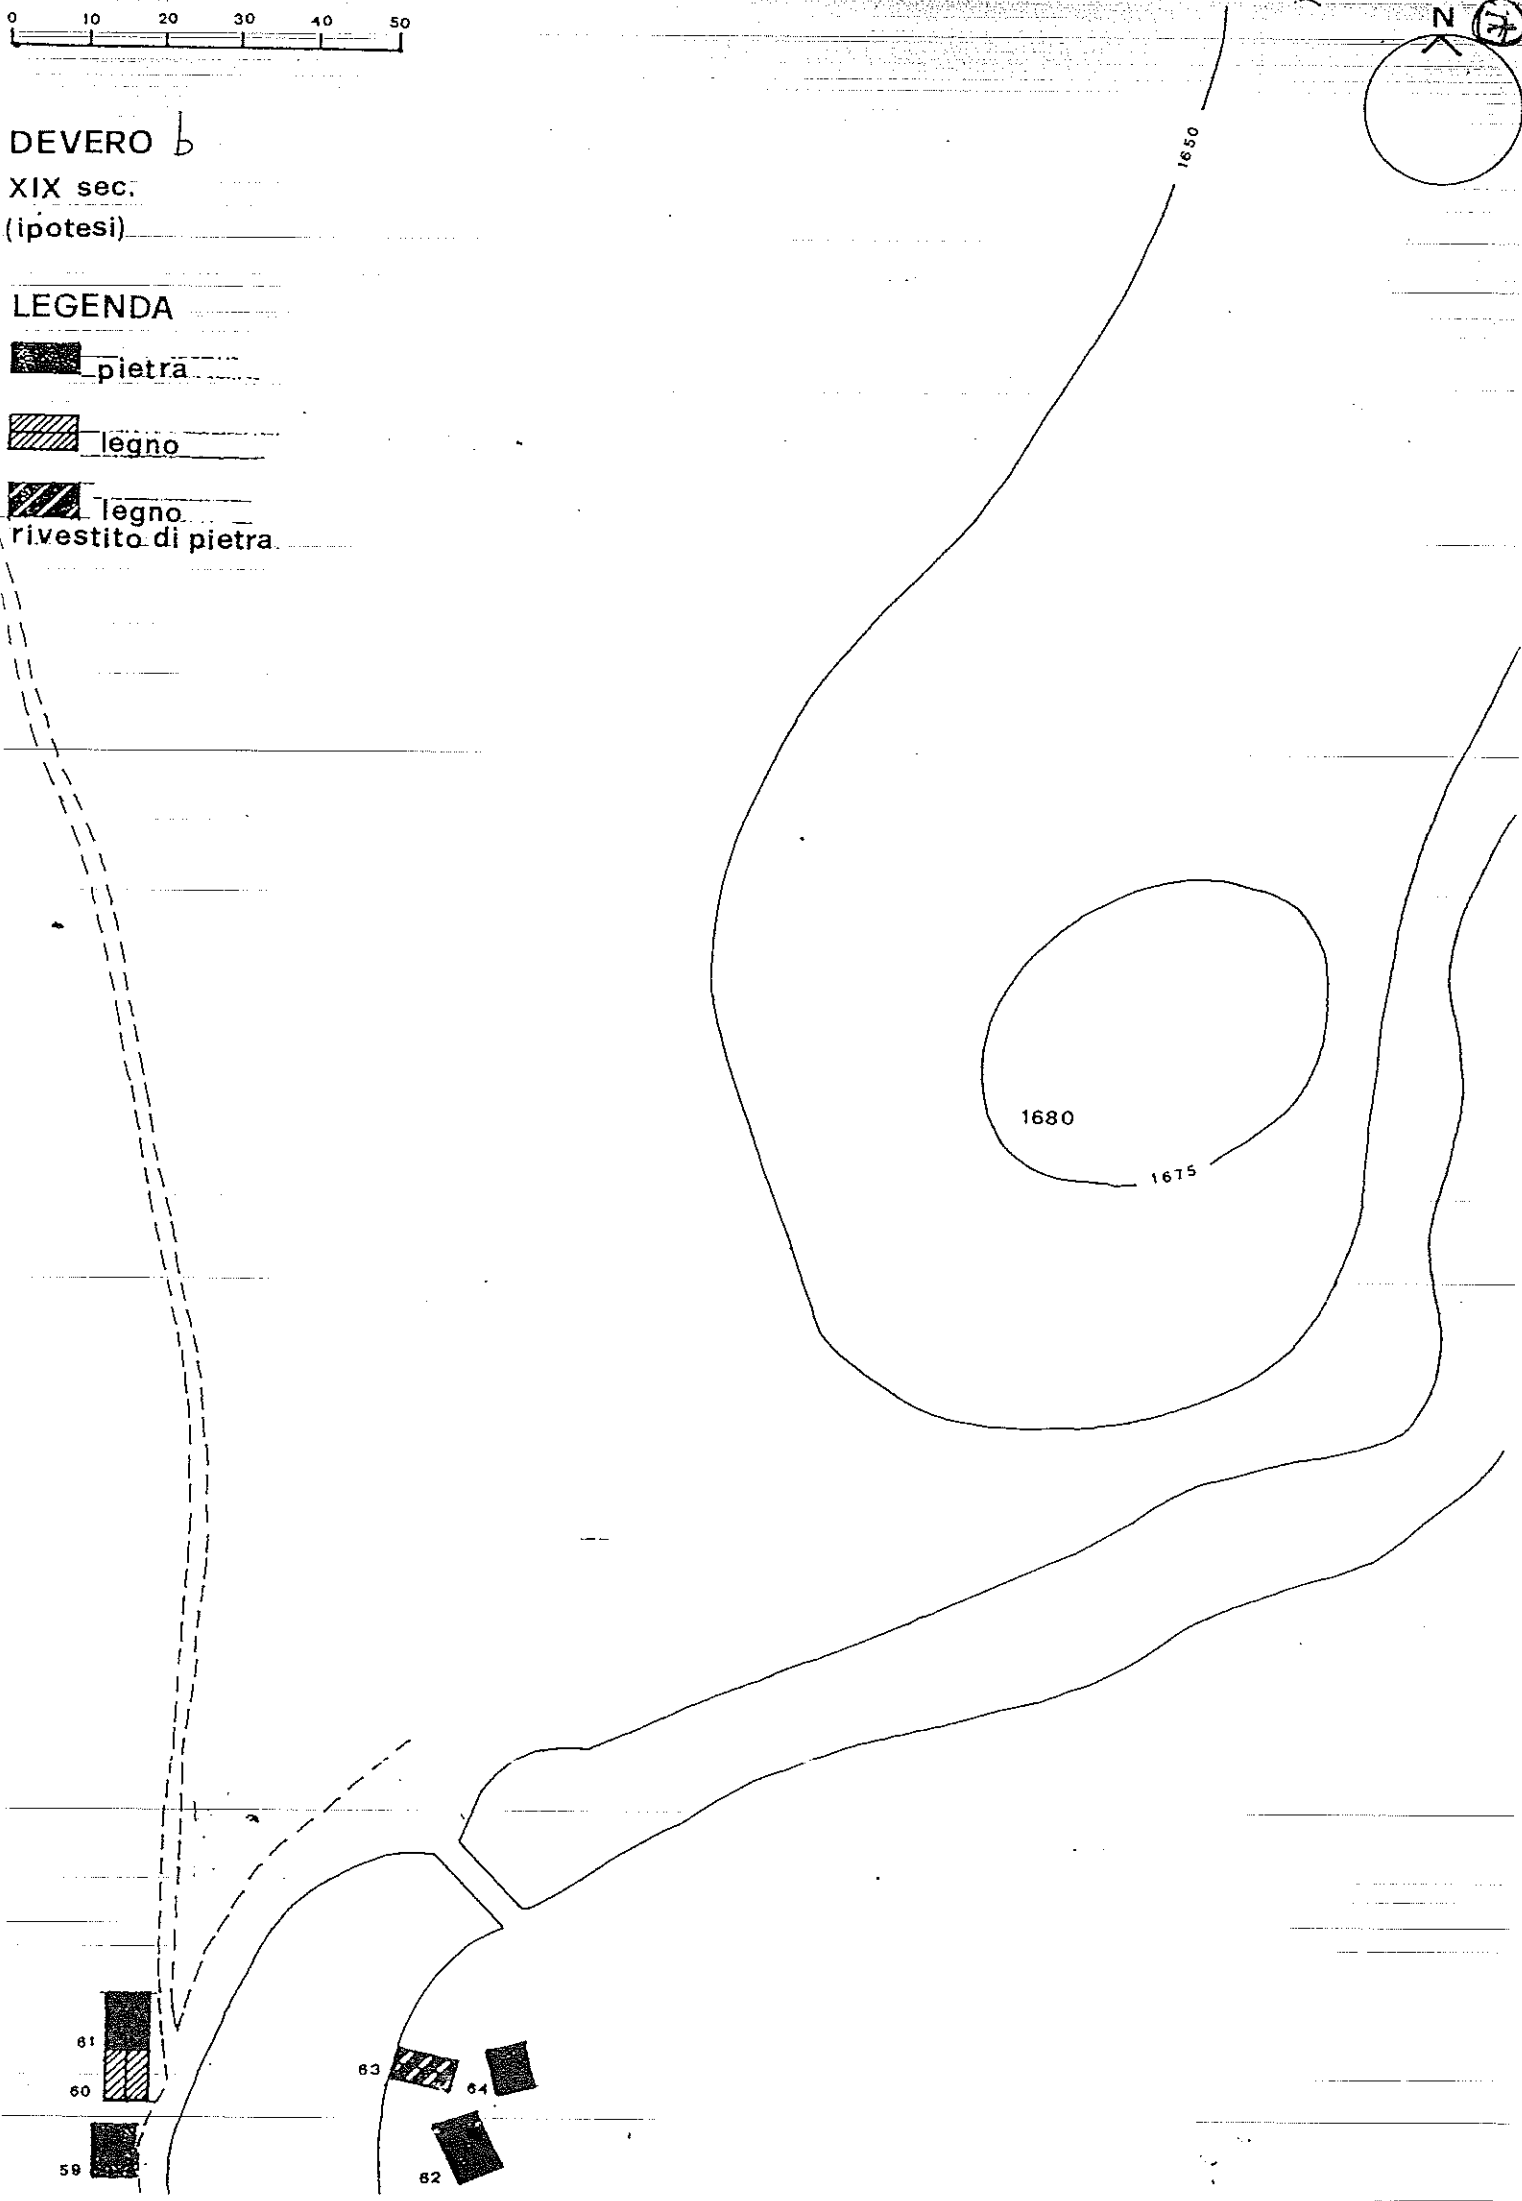 0 10 20 30 40 50
N
DEVERO b
XIX sec.
(ipotesi)
LEGENDA
pietra
legno
legno
rivestito di pietra
1650
1680
1675
61
60
59
63
64
62